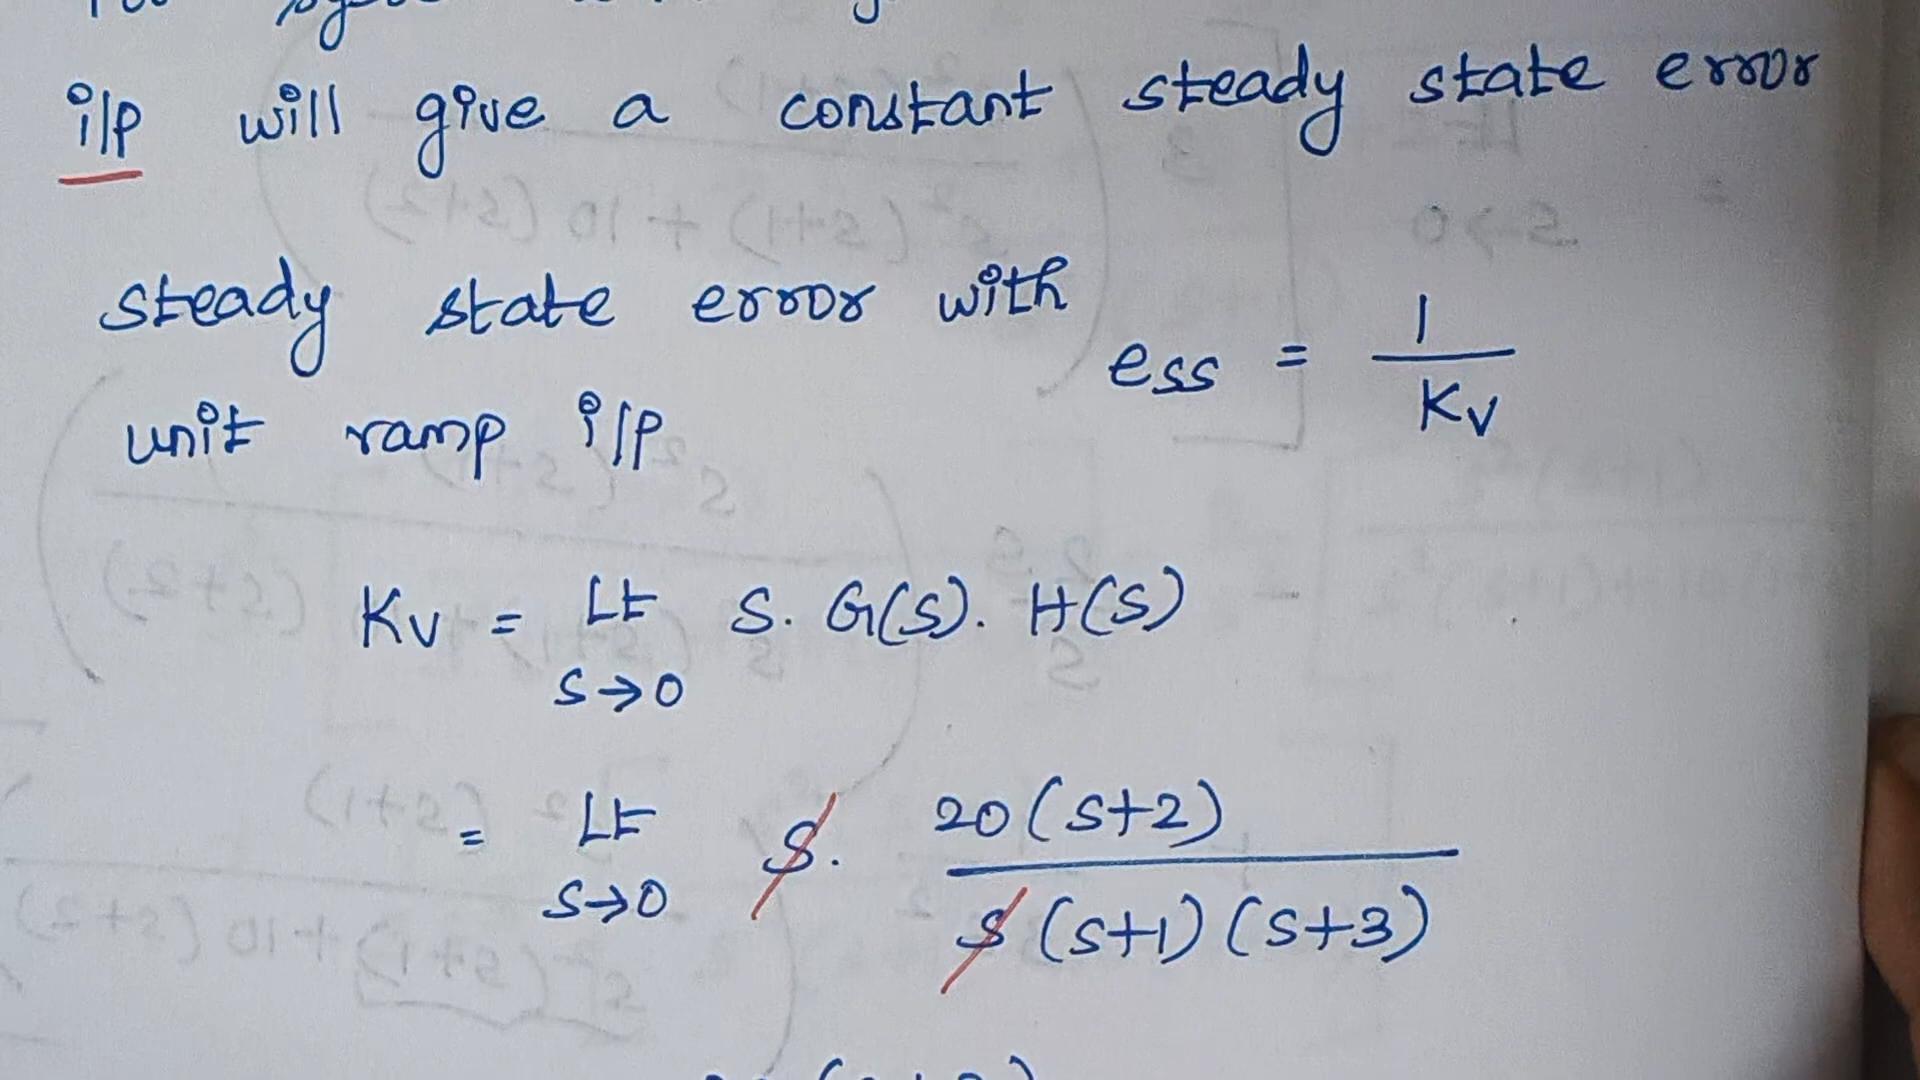 i/p will give a constant steady state error
steady state error with
ess = 1/Kv
unit ramp i/p
Kv = Lt S. G(S). H(S)
S→0
= Lt S. 20(S+2)
S→0 S(S+1)(S+3)